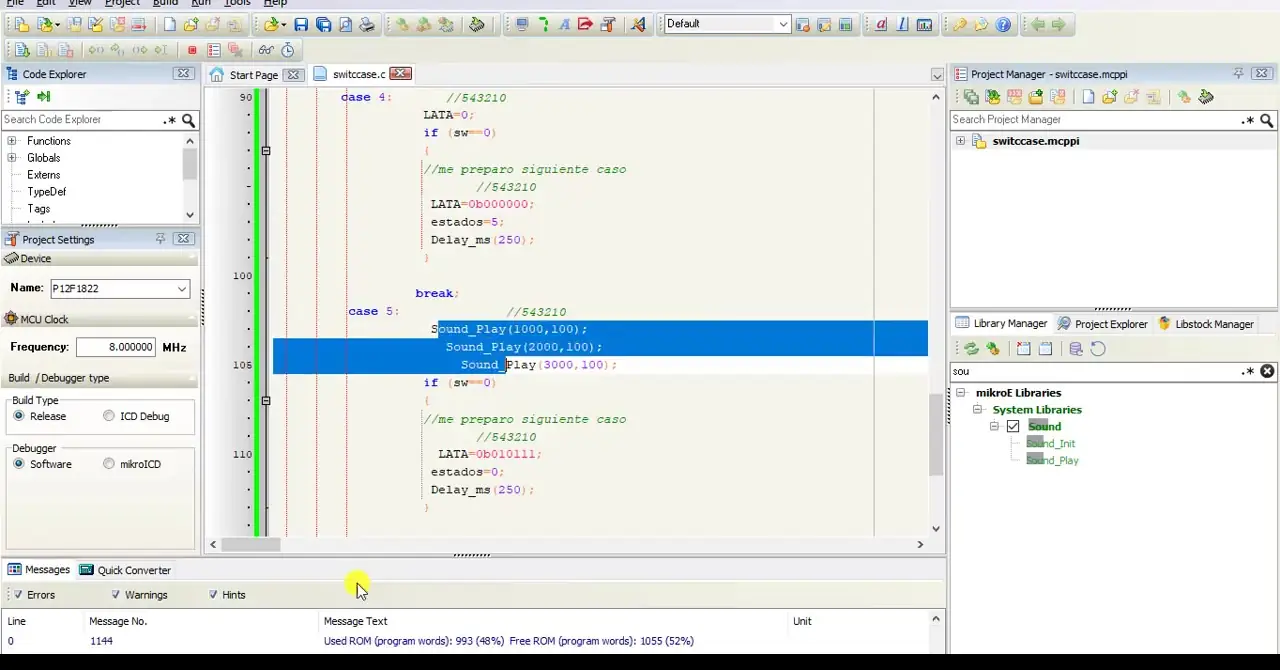 File Edit View Project Build Run Tools Help
Default
Code Explorer
Start Page
switccase.c
Project Manager - switccase.mcppi
Search Code Explorer
.*
Search Project Manager
.*
Functions
Globals
Externs
TypeDef
Tags
switccase.mcppi
Project Settings
Device
Name: P12F1822
MCU Clock
Frequency: 8.000000 MHz
Build / Debugger type
Build Type
Release ICD Debug
Debugger
Software mikroICD
90 case 4: //543210
LATA=0;
if (sw==0)
{
//me preparo siguiente caso
//543210
LATA=0b000000;
estados=5;
Delay_ms(250);
}
100
break;
case 5: //543210
Sound_Play(1000,100);
Sound_Play(2000,100);
105 Sound_Play(3000,100);
if (sw==0)
{
//me preparo siguiente caso
//543210
110 LATA=0b010111;
estados=0;
Delay_ms(250);
}
Library Manager Project Explorer Libstock Manager
sou
.*
mikroE Libraries
System Libraries
Sound
Sound_Init
Sound_Play
Messages Quick Converter
Errors Warnings Hints
Line Message No. Message Text Unit
0 1144 Used ROM (program words): 993 (48%) Free ROM (program words): 1055 (52%)